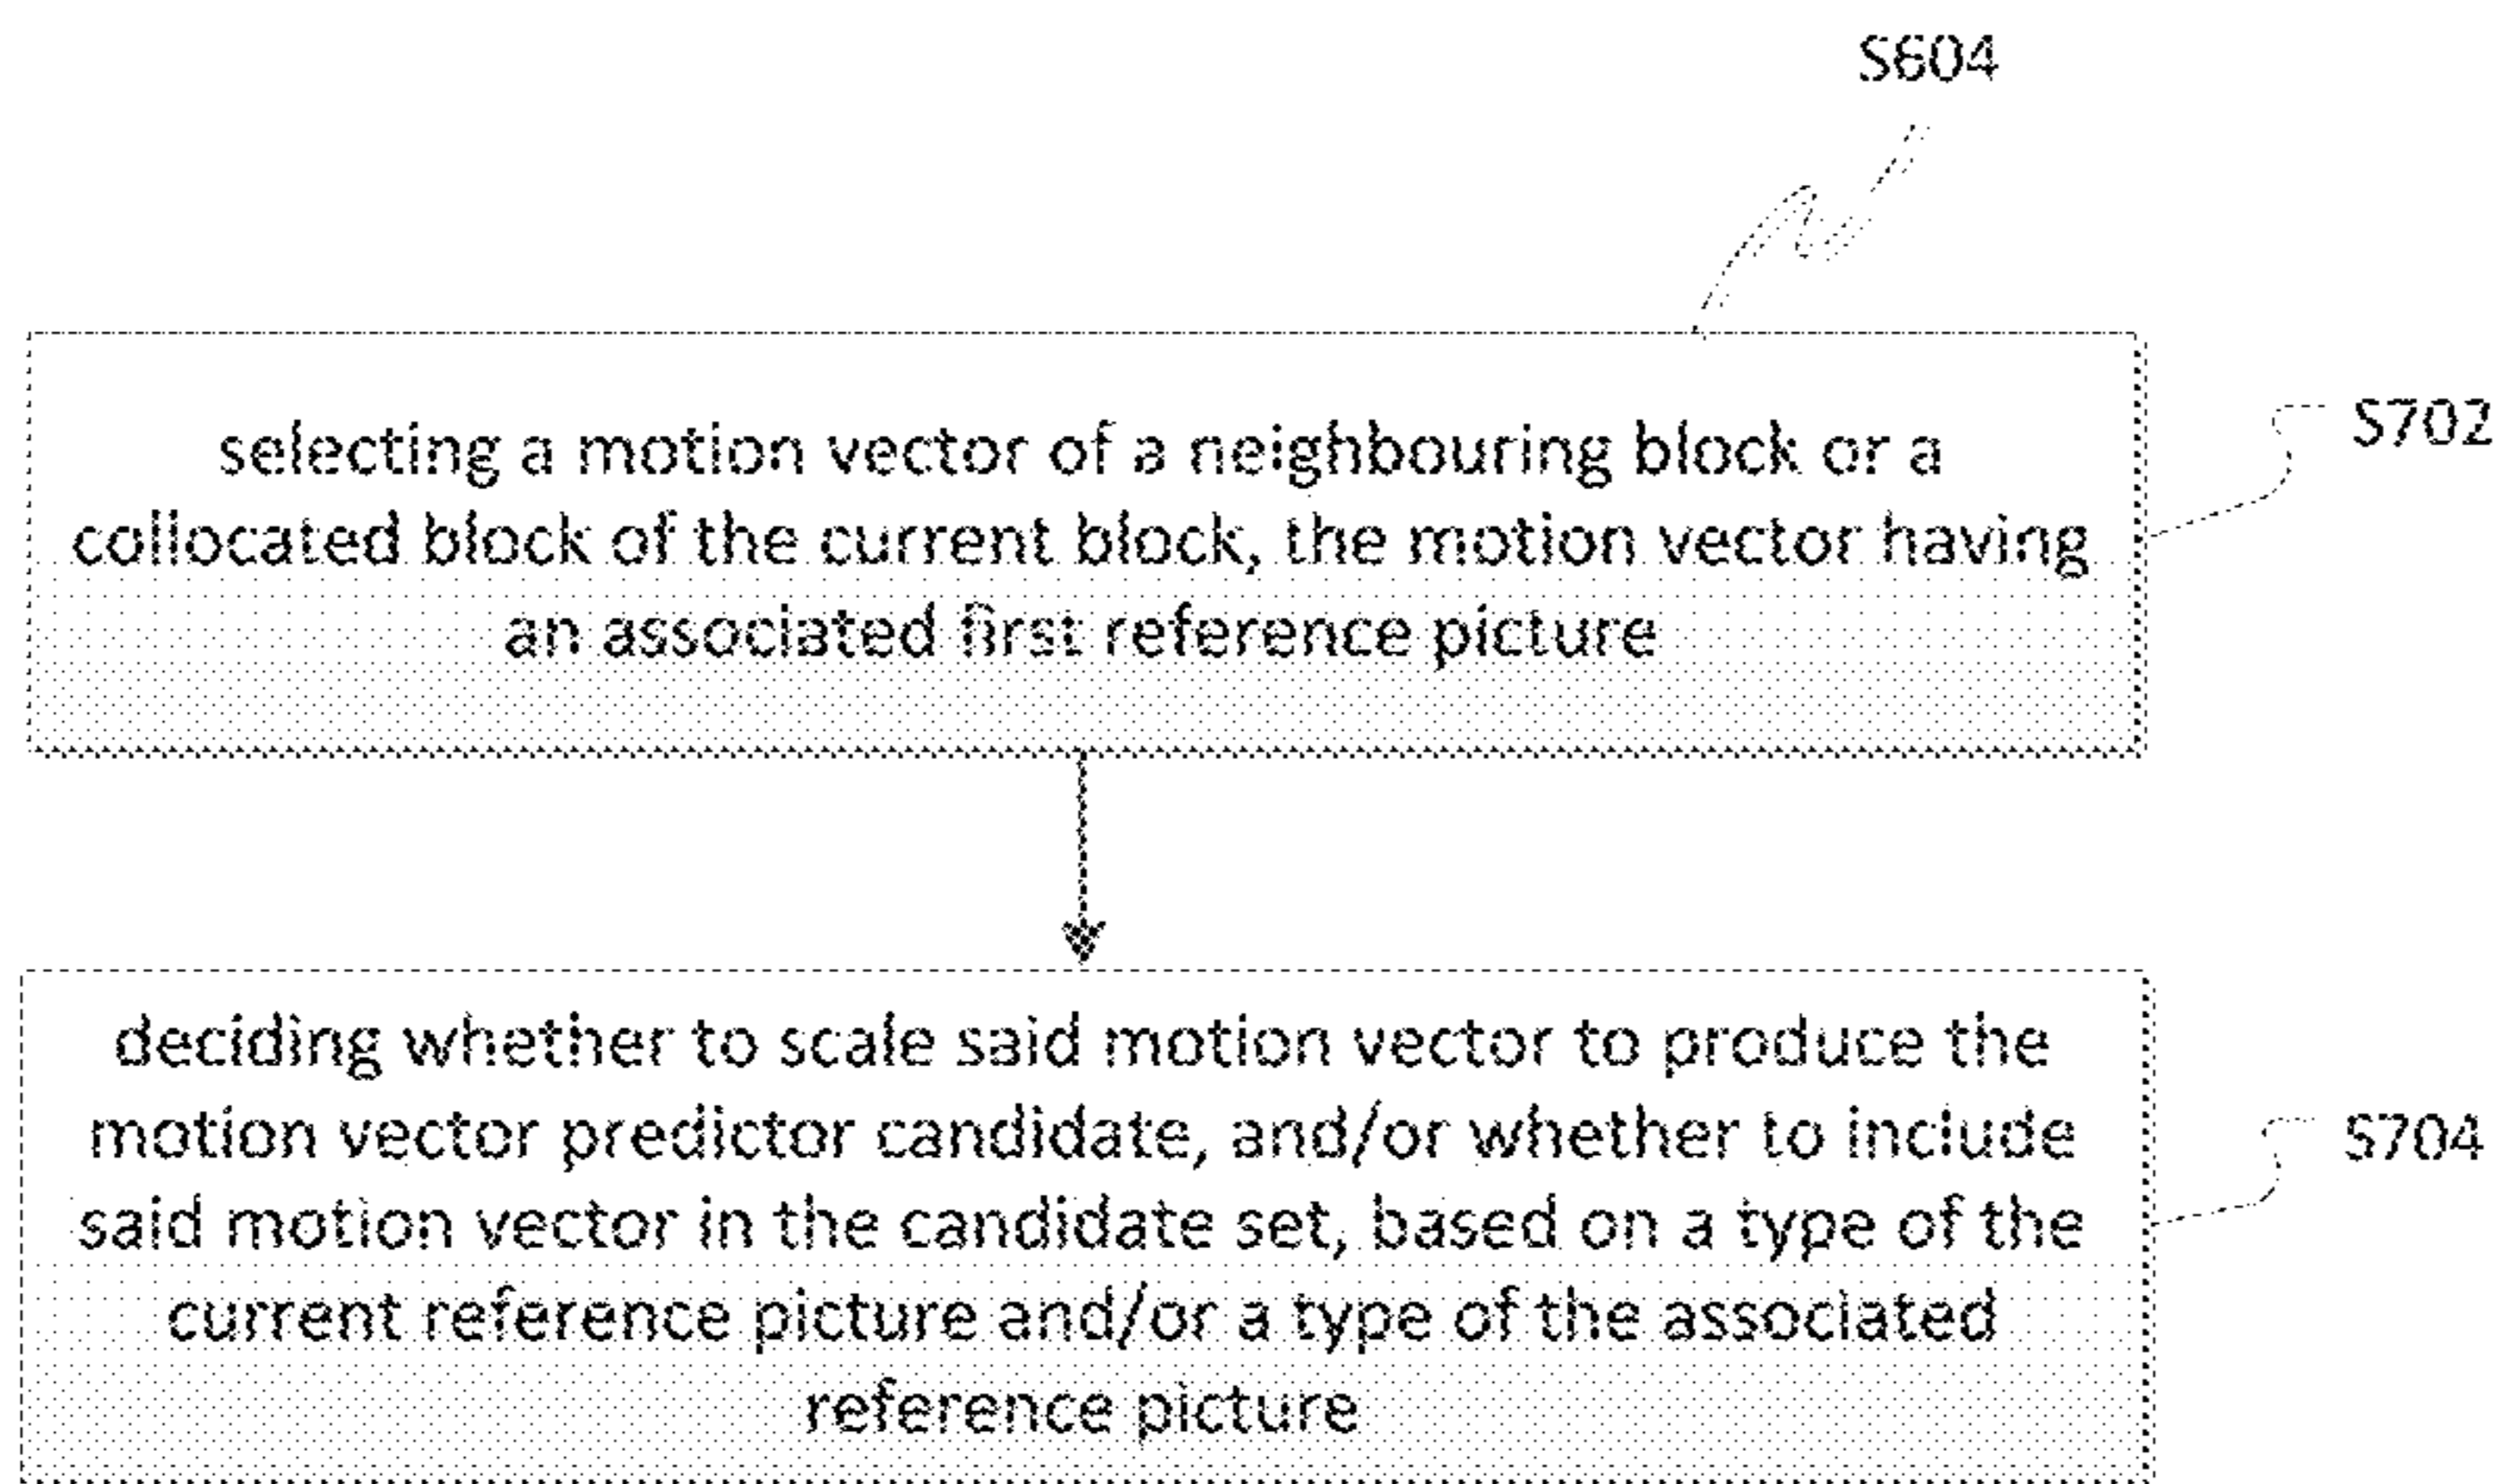 S604
selecting a motion vector of a neighbouring block or a
S702
collocated block of the current block, the motion vector having
an associated first reference picture
deciding whether to scale said motion vector to produce the
motion vector predictor candidate, and/or whether to include
S704
said motion vector in the candidate set, based on a type of the
current reference picture and/or a type of the associated
reference picture